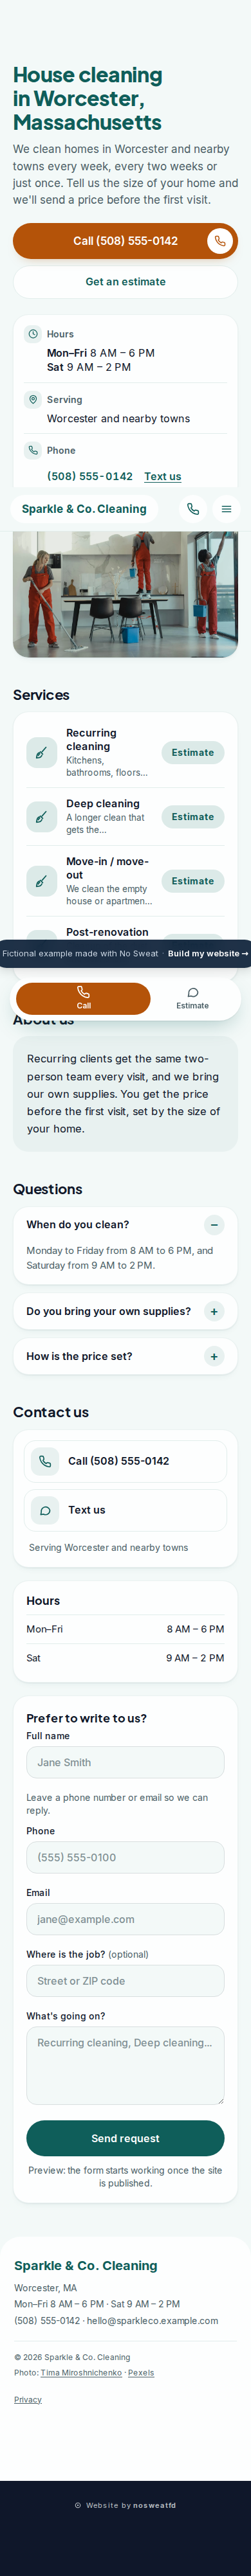 House cleaning
in Worcester,
Massachusetts
We clean homes in Worcester and nearby
towns every week, every two weeks or
just once. Tell us the size of your home and
we'll send a price before the first visit.
Call (508) 555-0142
Get an estimate
Hours
Mon–Fri 8 AM – 6 PM
Sat 9 AM – 2 PM
Serving
Worcester and nearby towns
Phone
(508) 555-0142 Text us
Sparkle & Co. Cleaning
Services
Recurring
cleaning
Kitchens,
bathrooms, floors...
Estimate
Deep cleaning
A longer clean that
gets the...
Estimate
Move-in / move-
out
We clean the empty
house or apartmen...
Estimate
Post-renovation
Fictional example made with No Sweat · Build my website →
Call
Estimate
About us
Recurring clients get the same two-
person team every visit, and we bring
our own supplies. You get the price
before the first visit, set by the size of
your home.
Questions
When do you clean?
Monday to Friday from 8 AM to 6 PM, and
Saturday from 9 AM to 2 PM.
Do you bring your own supplies?
How is the price set?
Contact us
Call (508) 555-0142
Text us
Serving Worcester and nearby towns
Hours
Mon–Fri 8 AM – 6 PM
Sat 9 AM – 2 PM
Prefer to write to us?
Full name
Jane Smith
Leave a phone number or email so we can
reply.
Phone
(555) 555-0100
Email
jane@example.com
Where is the job? (optional)
Street or ZIP code
What's going on?
Recurring cleaning, Deep cleaning...
Send request
Preview: the form starts working once the site
is published.
Sparkle & Co. Cleaning
Worcester, MA
Mon–Fri 8 AM – 6 PM · Sat 9 AM – 2 PM
(508) 555-0142 · hello@sparkleco.example.com
© 2026 Sparkle & Co. Cleaning
Photo: Tima Miroshnichenko · Pexels
Privacy
Website by nosweatfd